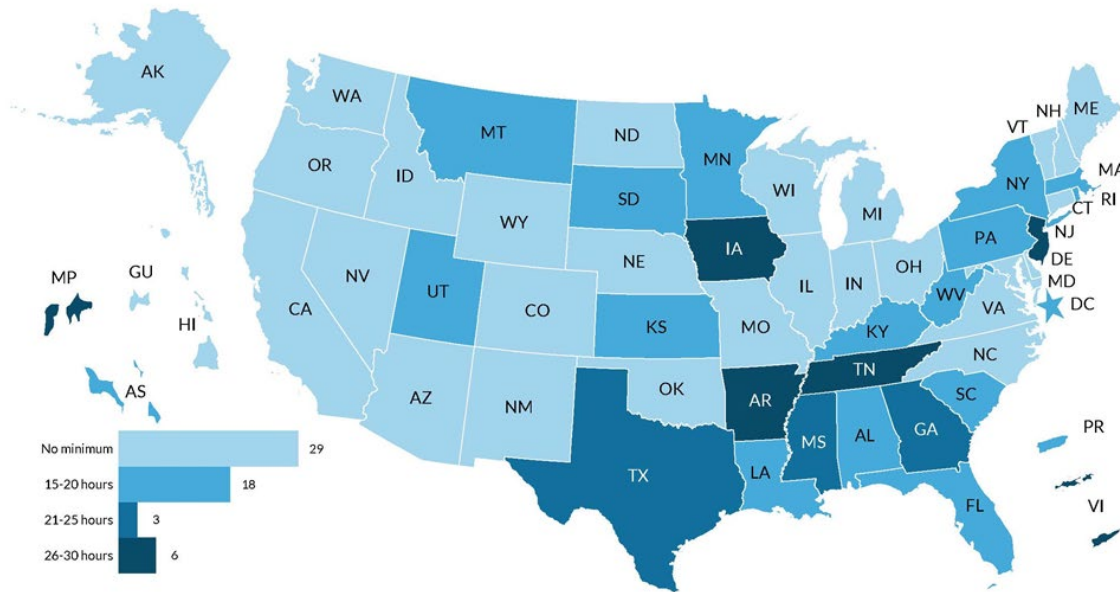 AK
WA
OR
ID
MT
ND
MN
WI
MI
VT
NH
ME
NY
MA
RI
CT
NJ
PA
DE
MD
DC
WY
SD
IA
NE
IL
IN
OH
WV
VA
NV
UT
CO
KS
MO
KY
CA
AZ
NM
OK
AR
TN
NC
SC
TX
LA
MS
AL
GA
FL
MP
GU
HI
AS
PR
VI
No minimum 29
15-20 hours 18
21-25 hours 3
26-30 hours 6